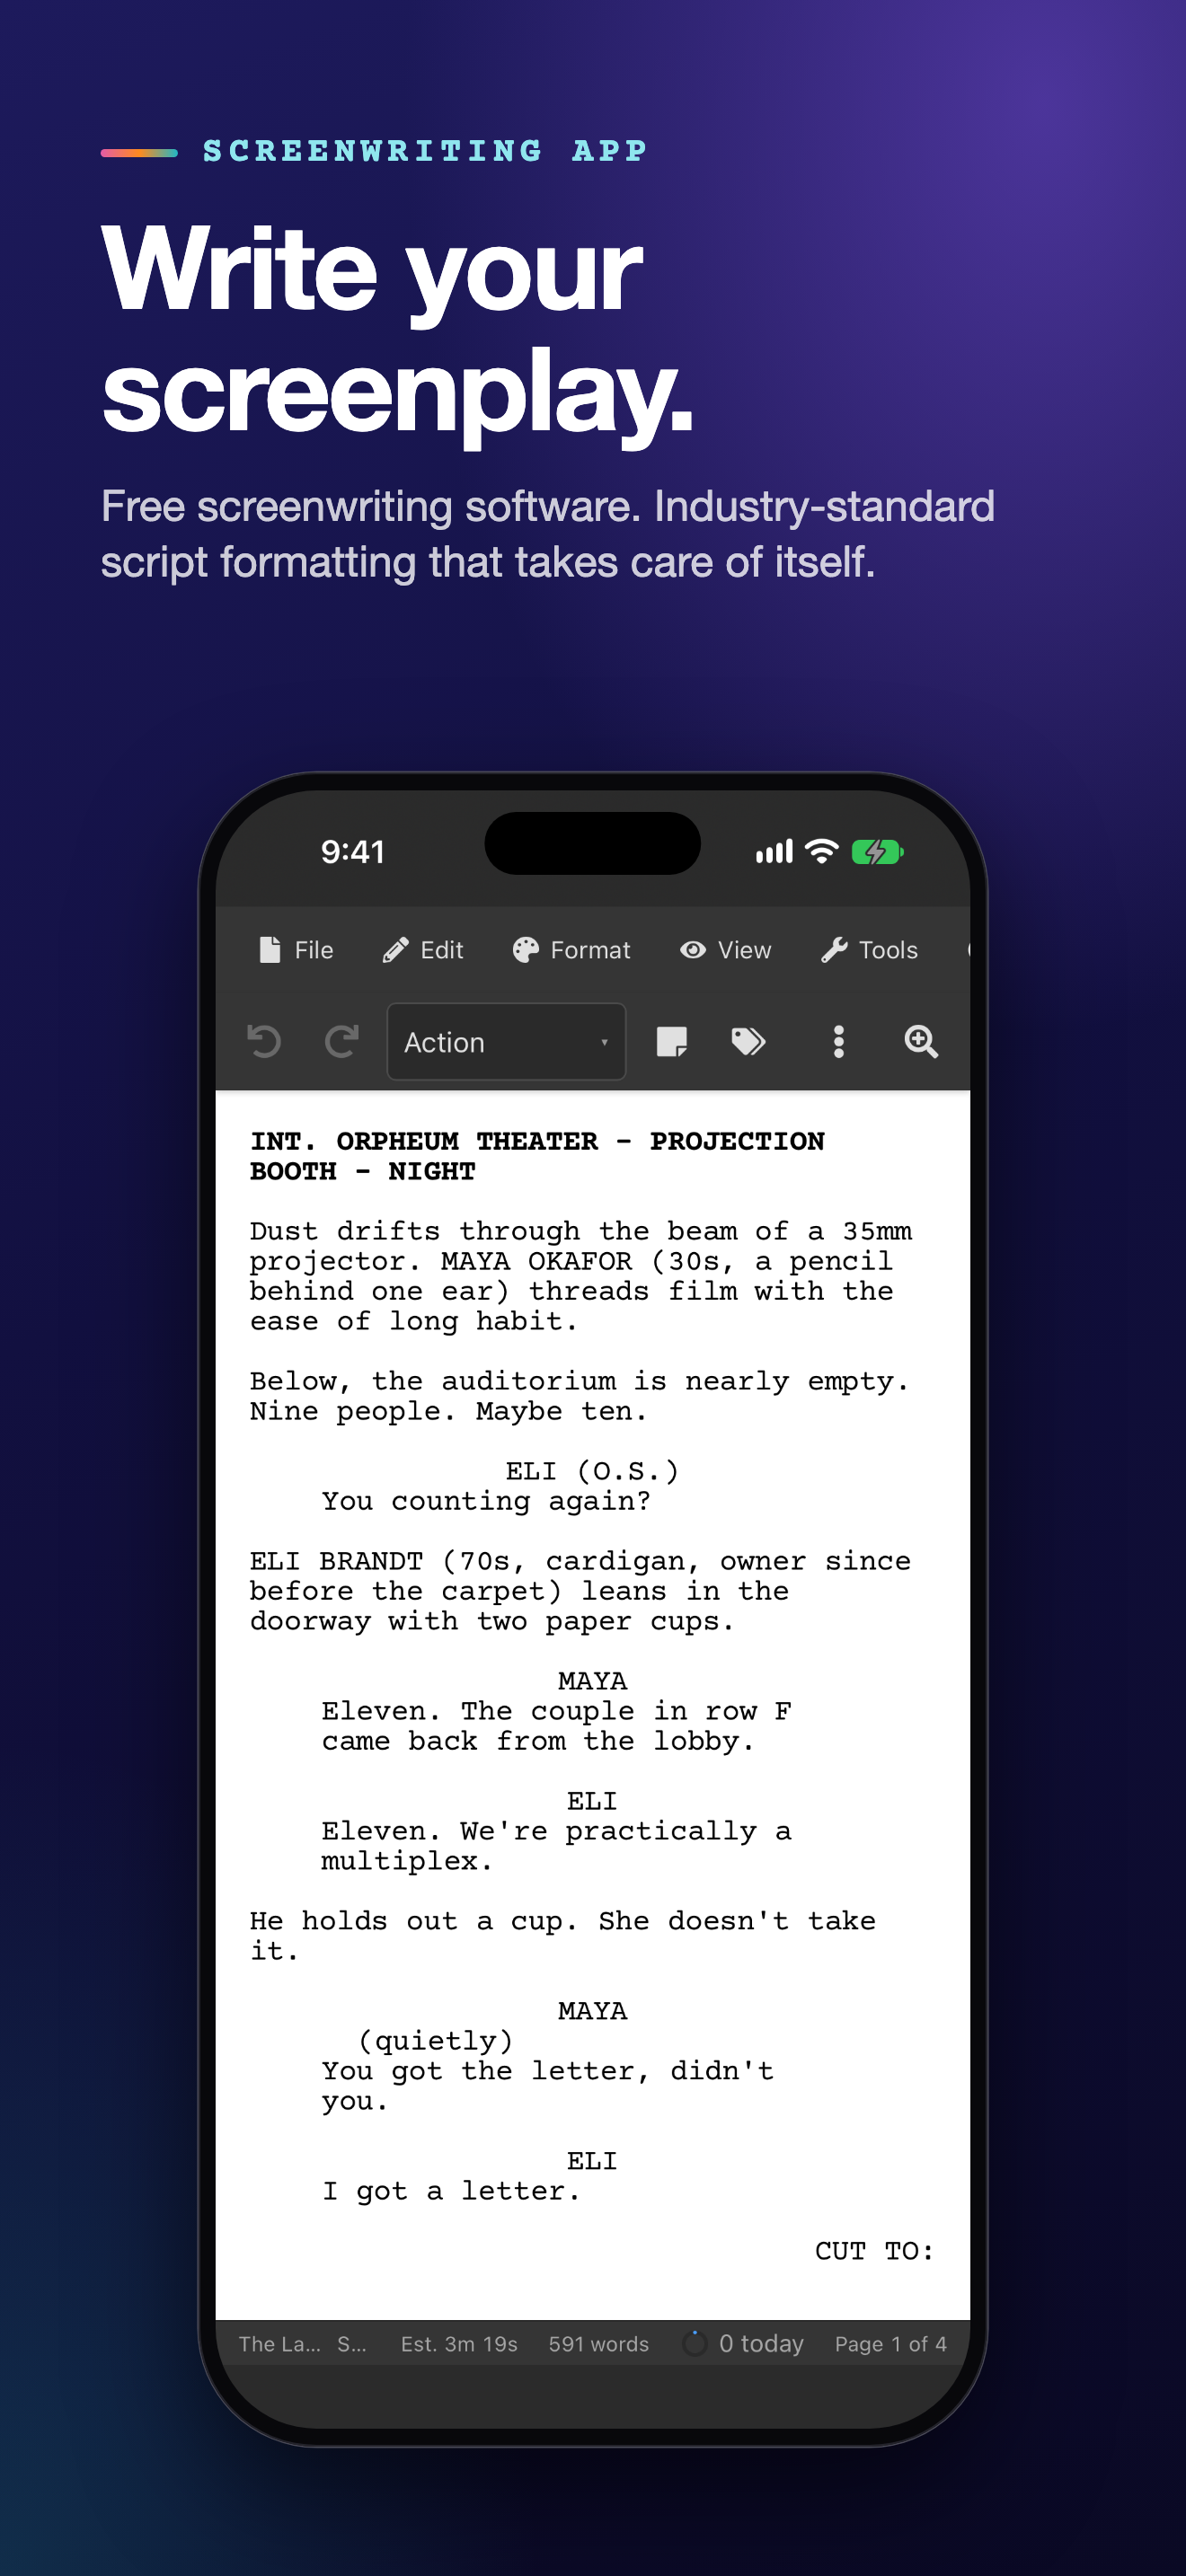 SCREENWRITING APP
Write your
screenplay.
Free screenwriting software. Industry-standard
script formatting that takes care of itself.
9:41
File Edit Format View Tools
Action
INT. ORPHEUM THEATER - PROJECTION
BOOTH - NIGHT
Dust drifts through the beam of a 35mm
projector. MAYA OKAFOR (30s, a pencil
behind one ear) threads film with the
ease of long habit.
Below, the auditorium is nearly empty.
Nine people. Maybe ten.
ELI (O.S.)
You counting again?
ELI BRANDT (70s, cardigan, owner since
before the carpet) leans in the
doorway with two paper cups.
MAYA
Eleven. The couple in row F
came back from the lobby.
ELI
Eleven. We're practically a
multiplex.
He holds out a cup. She doesn't take
it.
MAYA
(quietly)
You got the letter, didn't
you.
ELI
I got a letter.
CUT TO:
The La... S... Est. 3m 19s 591 words 0 today Page 1 of 4